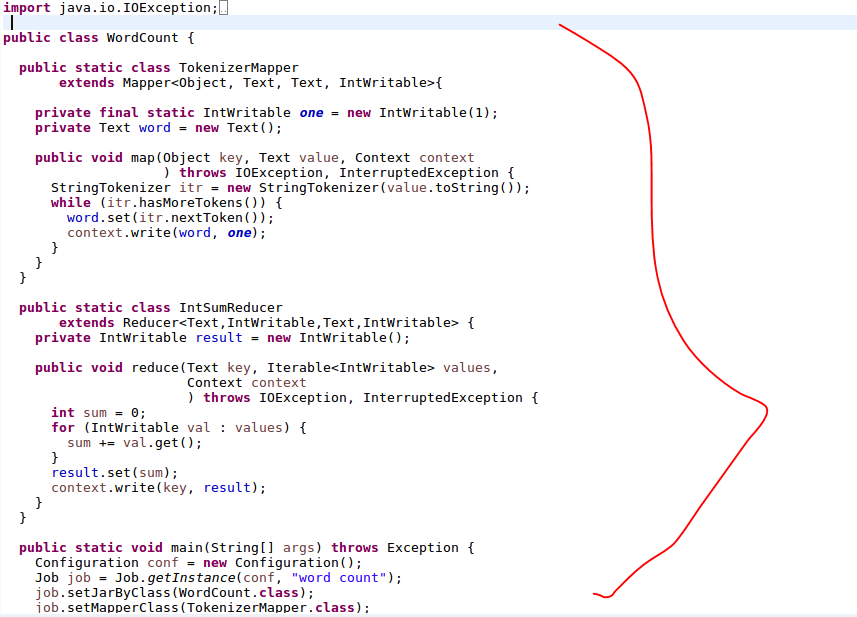 import java.io.IOException;
public class WordCount {
  public static class TokenizerMapper
       extends Mapper<Object, Text, Text, IntWritable>{
    private final static IntWritable one = new IntWritable(1);
    private Text word = new Text();
    public void map(Object key, Text value, Context context
                    ) throws IOException, InterruptedException {
      StringTokenizer itr = new StringTokenizer(value.toString());
      while (itr.hasMoreTokens()) {
        word.set(itr.nextToken());
        context.write(word, one);
      }
    }
  }
  public static class IntSumReducer
       extends Reducer<Text,IntWritable,Text,IntWritable> {
    private IntWritable result = new IntWritable();
    public void reduce(Text key, Iterable<IntWritable> values,
                       Context context
                       ) throws IOException, InterruptedException {
      int sum = 0;
      for (IntWritable val : values) {
        sum += val.get();
      }
      result.set(sum);
      context.write(key, result);
    }
  }
  public static void main(String[] args) throws Exception {
    Configuration conf = new Configuration();
    Job job = Job.getInstance(conf, "word count");
    job.setJarByClass(WordCount.class);
    job.setMapperClass(TokenizerMapper.class);